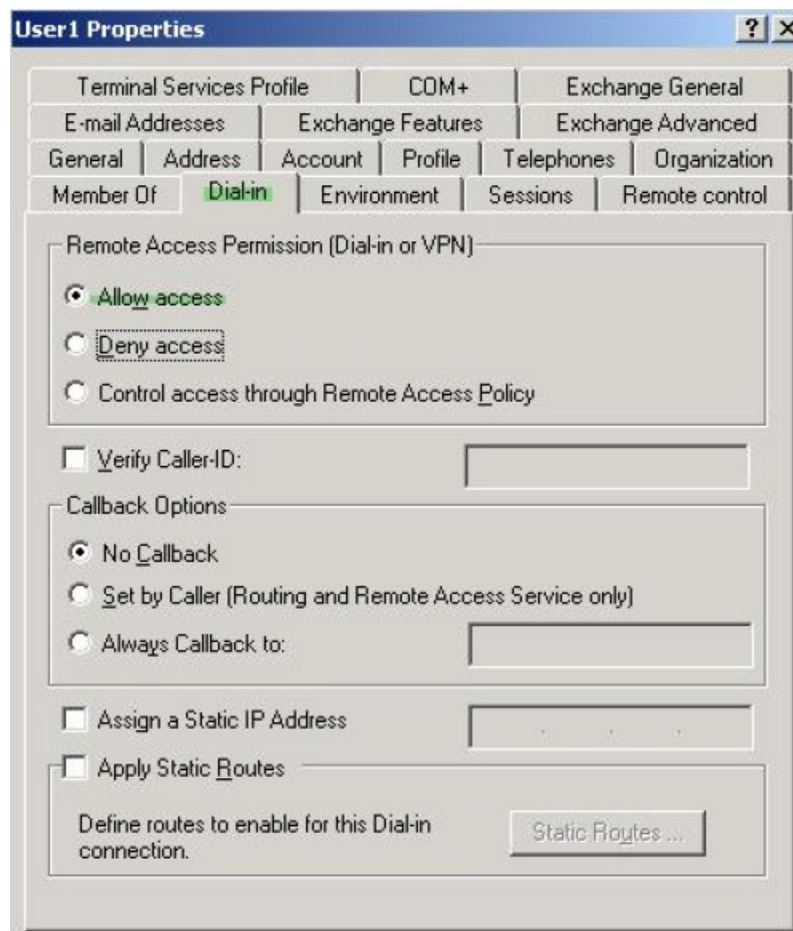 User1 Properties
Terminal Services Profile COM+ Exchange General
E-mail Addresses Exchange Features Exchange Advanced
General Address Account Profile Telephones Organization
Member Of Dial-in Environment Sessions Remote control
Remote Access Permission (Dial-in or VPN)
Allow access
Deny access
Control access through Remote Access Policy
Verify Caller-ID:
Callback Options
No Callback
Set by Caller (Routing and Remote Access Service only)
Always Callback to:
Assign a Static IP Address
Apply Static Routes
Define routes to enable for this Dial-in
connection.
Static Routes ...